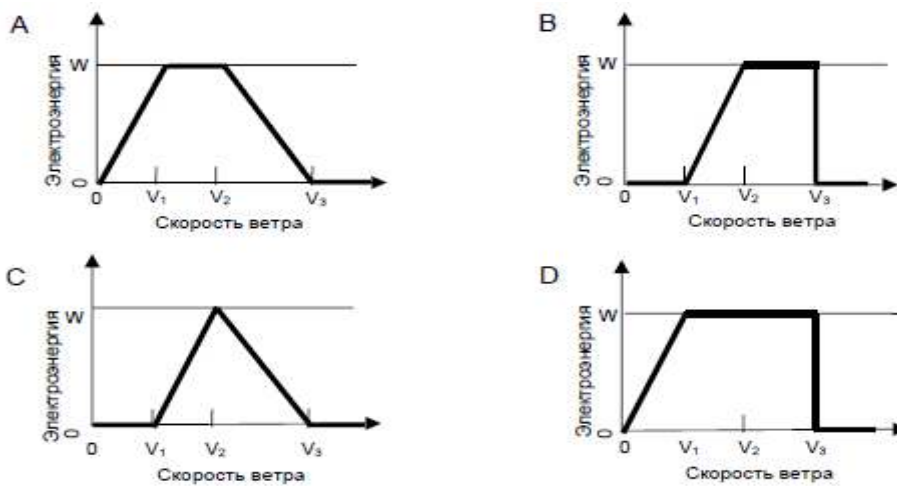 A
Электроэнергия
W
0
0
V₁
V₂
V₃
Скорость ветра
B
Электроэнергия
W
0
0
V₁
V₂
V₃
Скорость ветра
C
Электроэнергия
W
0
0
V₁
V₂
V₃
Скорость ветра
D
Электроэнергия
W
0
0
V₁
V₂
V₃
Скорость ветра